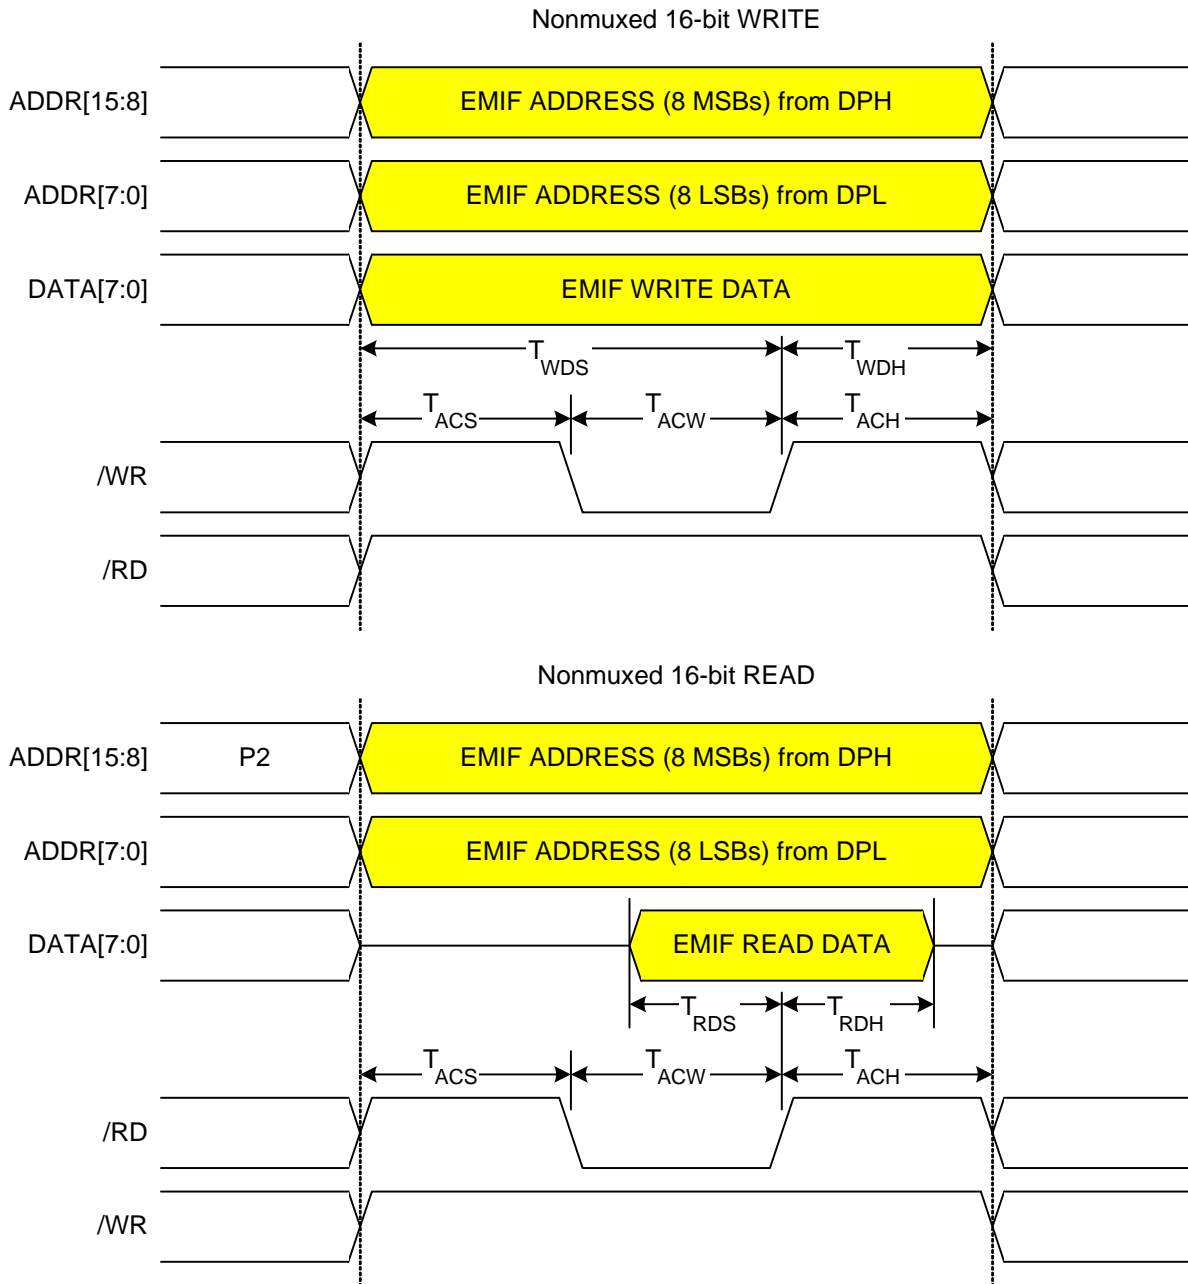 Nonmuxed 16-bit WRITE
ADDR[15:8]
EMIF ADDRESS (8 MSBs) from DPH
ADDR[7:0]
EMIF ADDRESS (8 LSBs) from DPL
DATA[7:0]
EMIF WRITE DATA
TWDS TWDH
TACS TACW TACH
/WR
/RD
Nonmuxed 16-bit READ
ADDR[15:8] P2 EMIF ADDRESS (8 MSBs) from DPH
ADDR[7:0]
EMIF ADDRESS (8 LSBs) from DPL
DATA[7:0]
EMIF READ DATA
TRDS TRDH
TACS TACW TACH
/RD
/WR